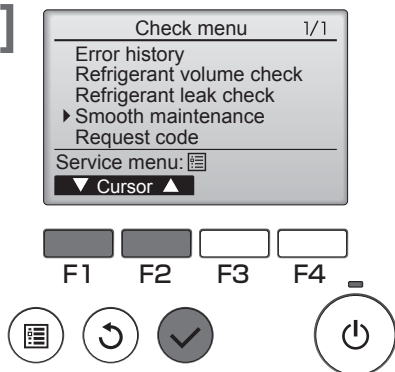 ]
Check menu 1/1
Error history
Refrigerant volume check
Refrigerant leak check
Smooth maintenance
Request code
Service menu:
▼ Cursor ▲
F1 F2 F3 F4